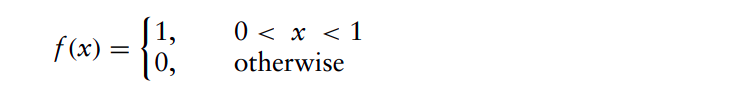 f(x) = {1, 0 < x < 1
0, otherwise